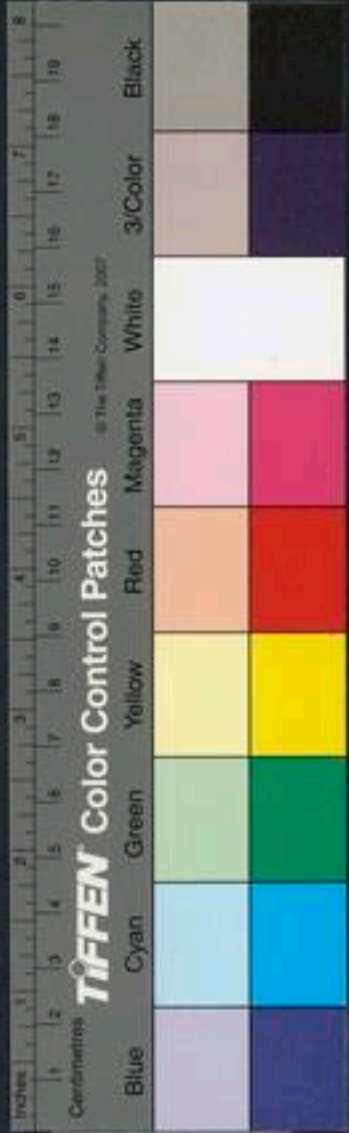 Inches 1 2 3 4 5 6 7 8
Centimetres 1 2 3 4 5 6 7 8 9 10 11 12 13 14 15 16 17 18 19
TIFFEN® Color Control Patches © The Tiffen Company, 2007
Blue Cyan Green Yellow Red Magenta White 3/Color Black